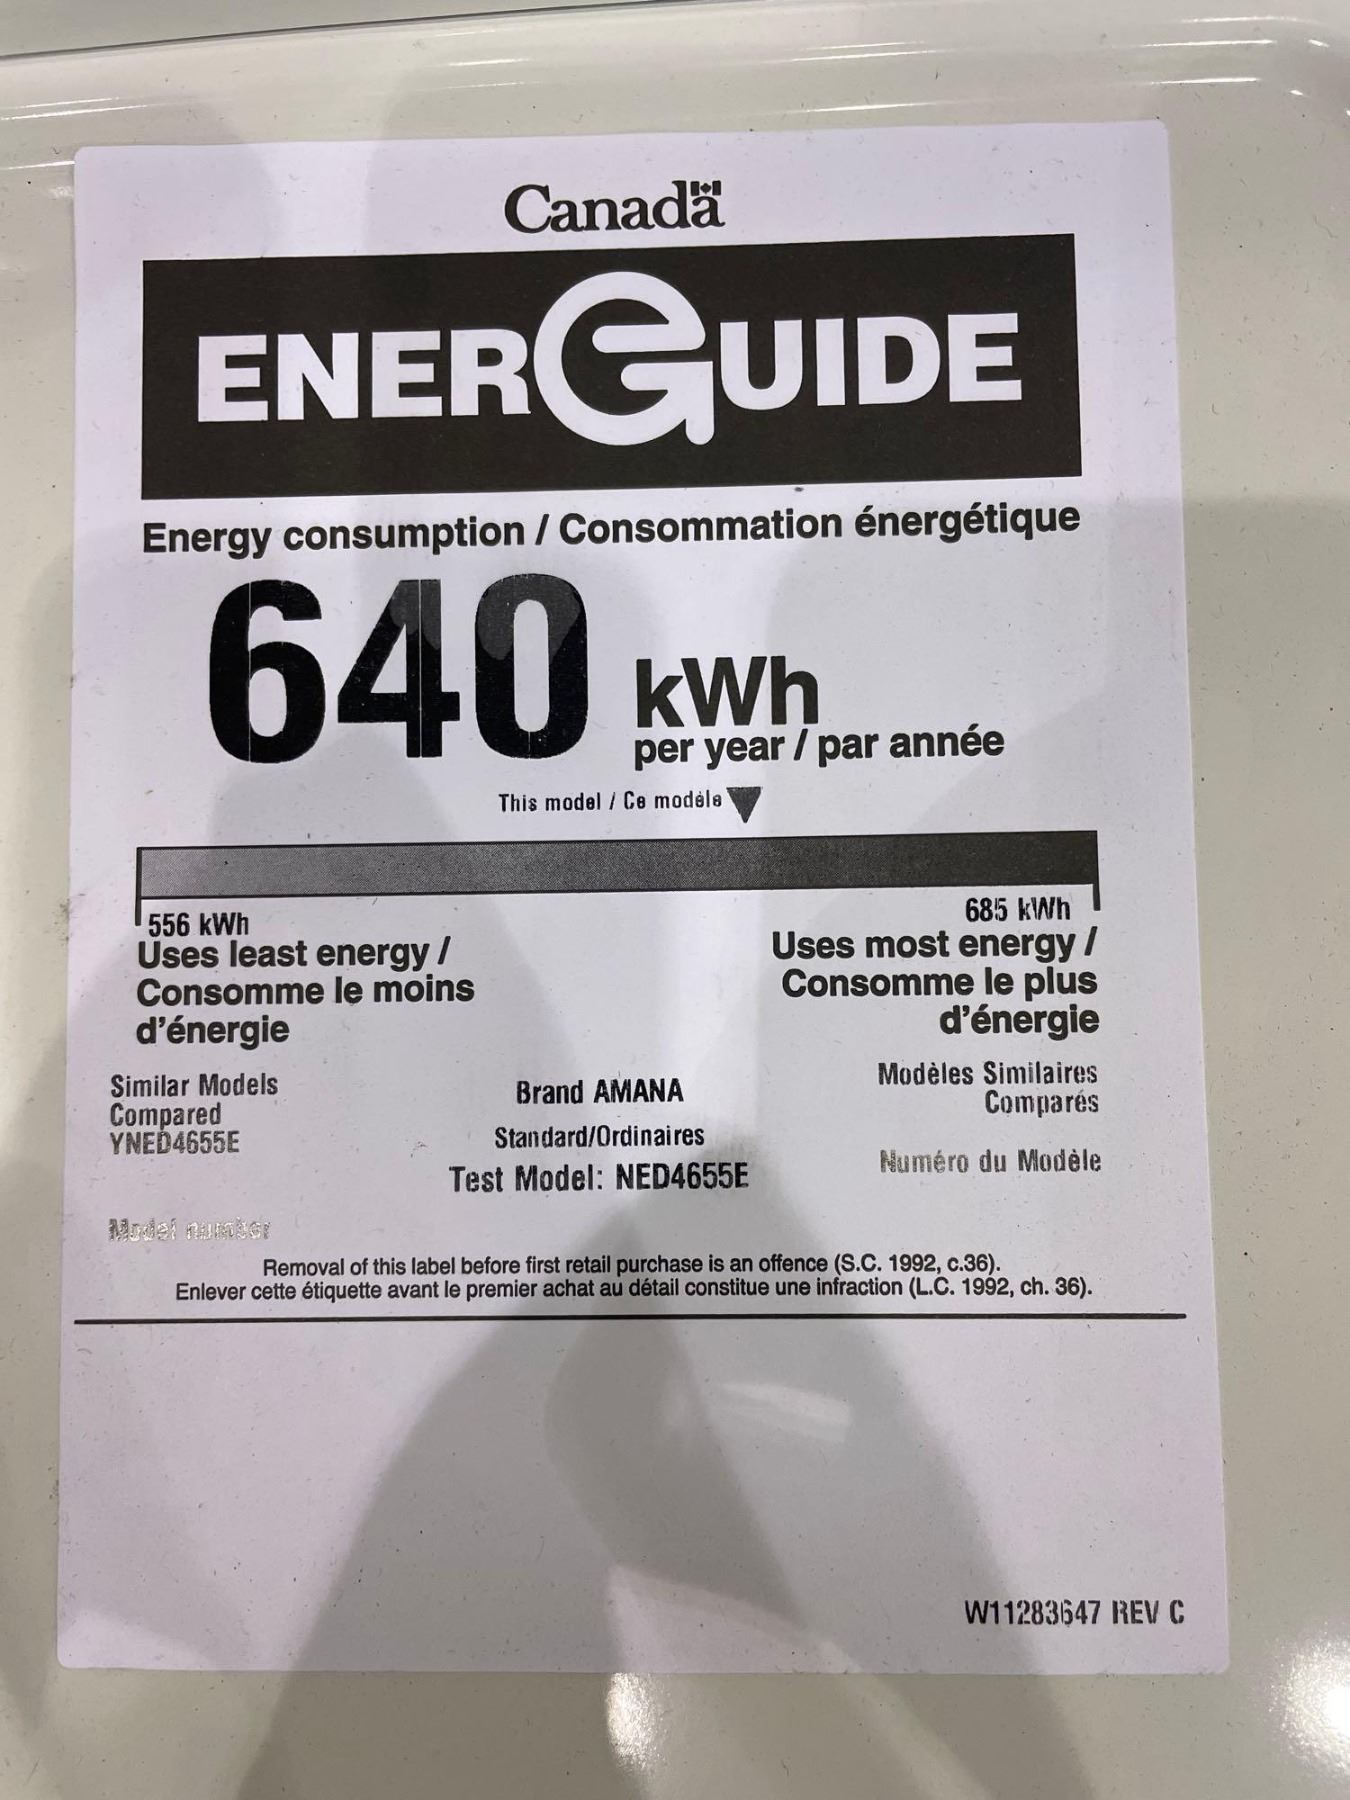 Canada
ENERGUIDE
Energy consumption / Consommation énergétique
640 kWh
per year / par année
This model / Ce modèle
556 kWh
685 kWh
Uses least energy /
Consomme le moins
d'énergie
Uses most energy /
Consomme le plus
d'énergie
Similar Models
Compared
YNED4655E
Brand AMANA
Standard/Ordinaires
Test Model: NED4655E
Modèles Similaires
Comparés
Numéro du Modèle
Model number
Removal of this label before first retail purchase is an offence (S.C. 1992, c.36).
Enlever cette étiquette avant le premier achat au détail constitue une infraction (L.C. 1992, ch. 36).
W11283647 REV C